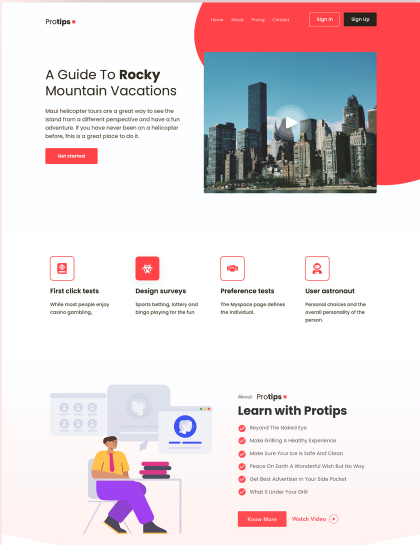 Protips
Home About Pricing Contact Sign In Sign Up
A Guide To Rocky
Mountain Vacations
Maui helicopter tours are a great way to see the
island from a different perspective and have a fun
adventure. If you have never been on a helicopter
before, this is a great place to do it.
Get started
First click tests
While most people enjoy
casino gambling,
Design surveys
Sports betting, lottery and
bingo playing for the fun
Preference tests
The Myspace page defines
the individual.
User astronaut
Personal choices and the
overall personality of the
person.
About Protips
Learn with Protips
Beyond The Naked Eye
Make Grilling A Healthy Experience
Make Sure Your Ice Is Safe And Clean
Peace On Earth A Wonderful Wish But No Way
Get Best Advertiser In Your Side Pocket
What S Under Your Grill
Know More
Watch Video